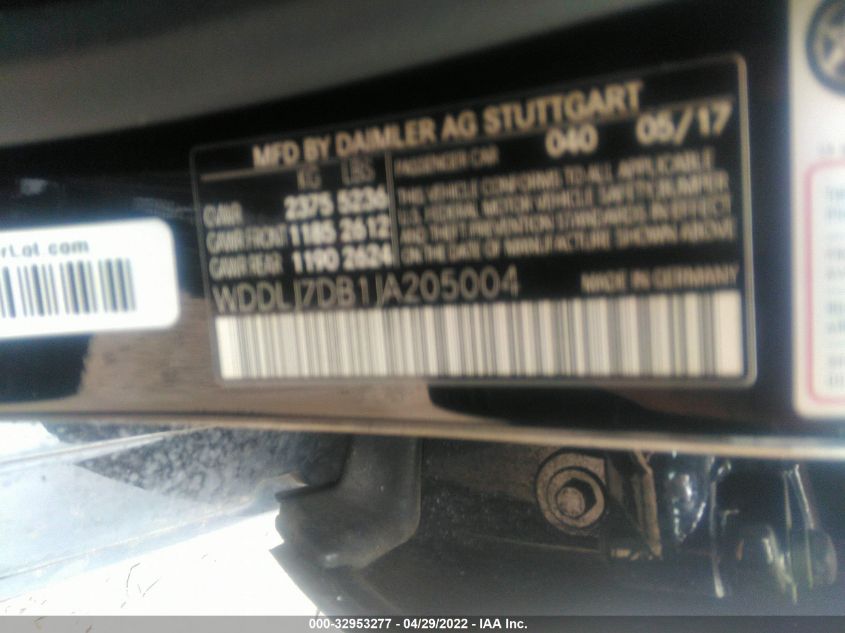 MFD BY DAIMLER AG STUTTGART
040 05/17
KG LBS
PASSENGER CAR
GVWR 2375 5236
GAWR FRONT 1185 2612
GAWR REAR 1190 2624
THIS VEHICLE CONFORMS TO ALL APPLICABLE
U.S. FEDERAL MOTOR VEHICLE SAFETY, BUMPER,
AND THEFT PREVENTION STANDARDS IN EFFECT
ON THE DATE OF MANUFACTURE SHOWN ABOVE
WDDLJ7DB1JA205004
MADE IN GERMANY
rLot.com
000-32953277 - 04/29/2022 - IAA Inc.